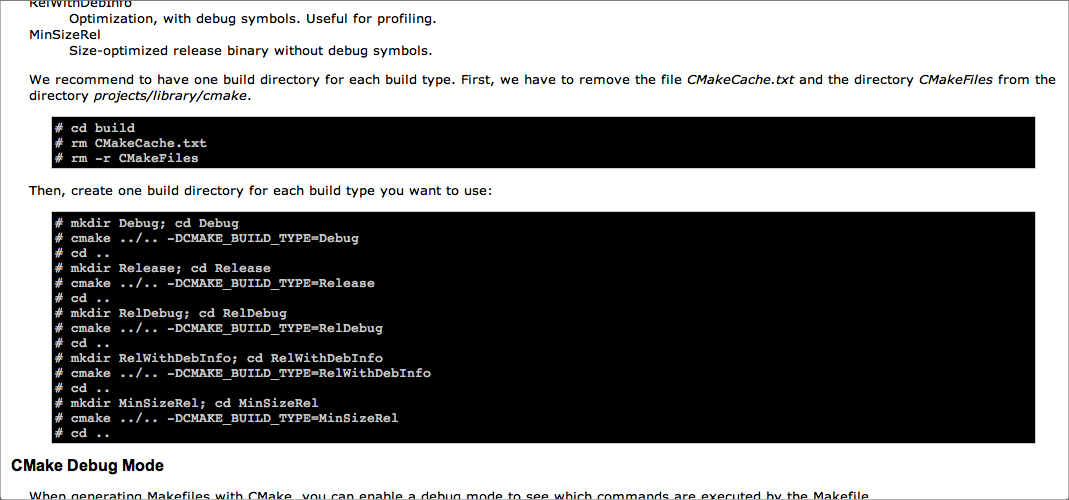 RelWithDebInfo
Optimization, with debug symbols. Useful for profiling.
MinSizeRel
Size-optimized release binary without debug symbols.
We recommend to have one build directory for each build type. First, we have to remove the file CMakeCache.txt and the directory CMakeFiles from the
directory projects/library/cmake.
# cd build
# rm CMakeCache.txt
# rm -r CMakeFiles
Then, create one build directory for each build type you want to use:
# mkdir Debug; cd Debug
# cmake ../.. -DCMAKE_BUILD_TYPE=Debug
# cd ..
# mkdir Release; cd Release
# cmake ../.. -DCMAKE_BUILD_TYPE=Release
# cd ..
# mkdir RelDebug; cd RelDebug
# cmake ../.. -DCMAKE_BUILD_TYPE=RelDebug
# cd ..
# mkdir RelWithDebInfo; cd RelWithDebInfo
# cmake ../.. -DCMAKE_BUILD_TYPE=RelWithDebInfo
# cd ..
# mkdir MinSizeRel; cd MinSizeRel
# cmake ../.. -DCMAKE_BUILD_TYPE=MinSizeRel
# cd ..
CMake Debug Mode
When generating Makefiles with CMake, you can enable a debug mode to see which commands are executed by the Makefile